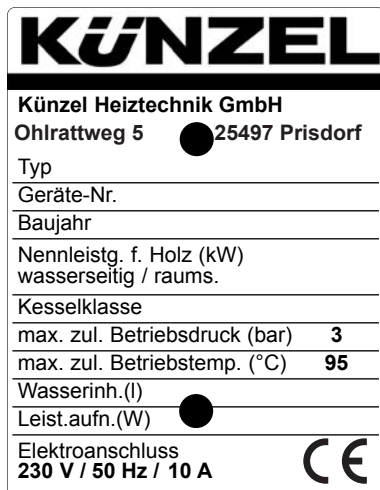 KÜNZEL
Künzel Heiztechnik GmbH
Ohlrattweg 5 25497 Prisdorf
Typ
Geräte-Nr.
Baujahr
Nennleistg. f. Holz (kW)
wasserseitig / raums.
Kesselklasse
max. zul. Betriebsdruck (bar) 3
max. zul. Betriebstemp. (°C) 95
Wasserinh.(l)
Leist.aufn.(W)
Elektroanschluss
230 V / 50 Hz / 10 A
CE